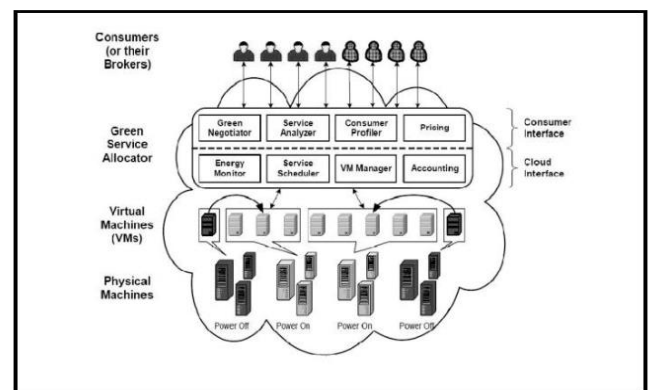 Consumers
(or their
Brokers)
Green
Negotiator
Service
Analyzer
Consumer
Profiler
Pricing
Consumer
Interface
Green
Service
Allocator
Energy
Monitor
Service
Scheduler
VM Manager
Accounting
Cloud
Interface
Virtual
Machines
(VMs)
Physical
Machines
Power Off
Power On
Power On
Power Off